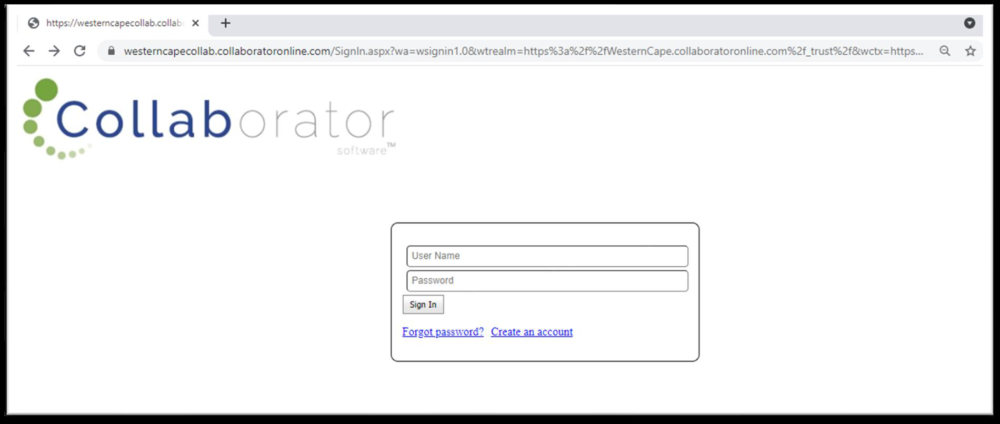 https://westerncapecollab.collab
westerncapecollab.collaboratoronline.com/SignIn.aspx?wa=wsignin1.0&wtrealm=https%3a%2f%2fWesternCape.collaboratoronline.com%2f_trust%2f&wctx=https...
Collaborator
software™
User Name
Password
Sign In
Forgot password? Create an account